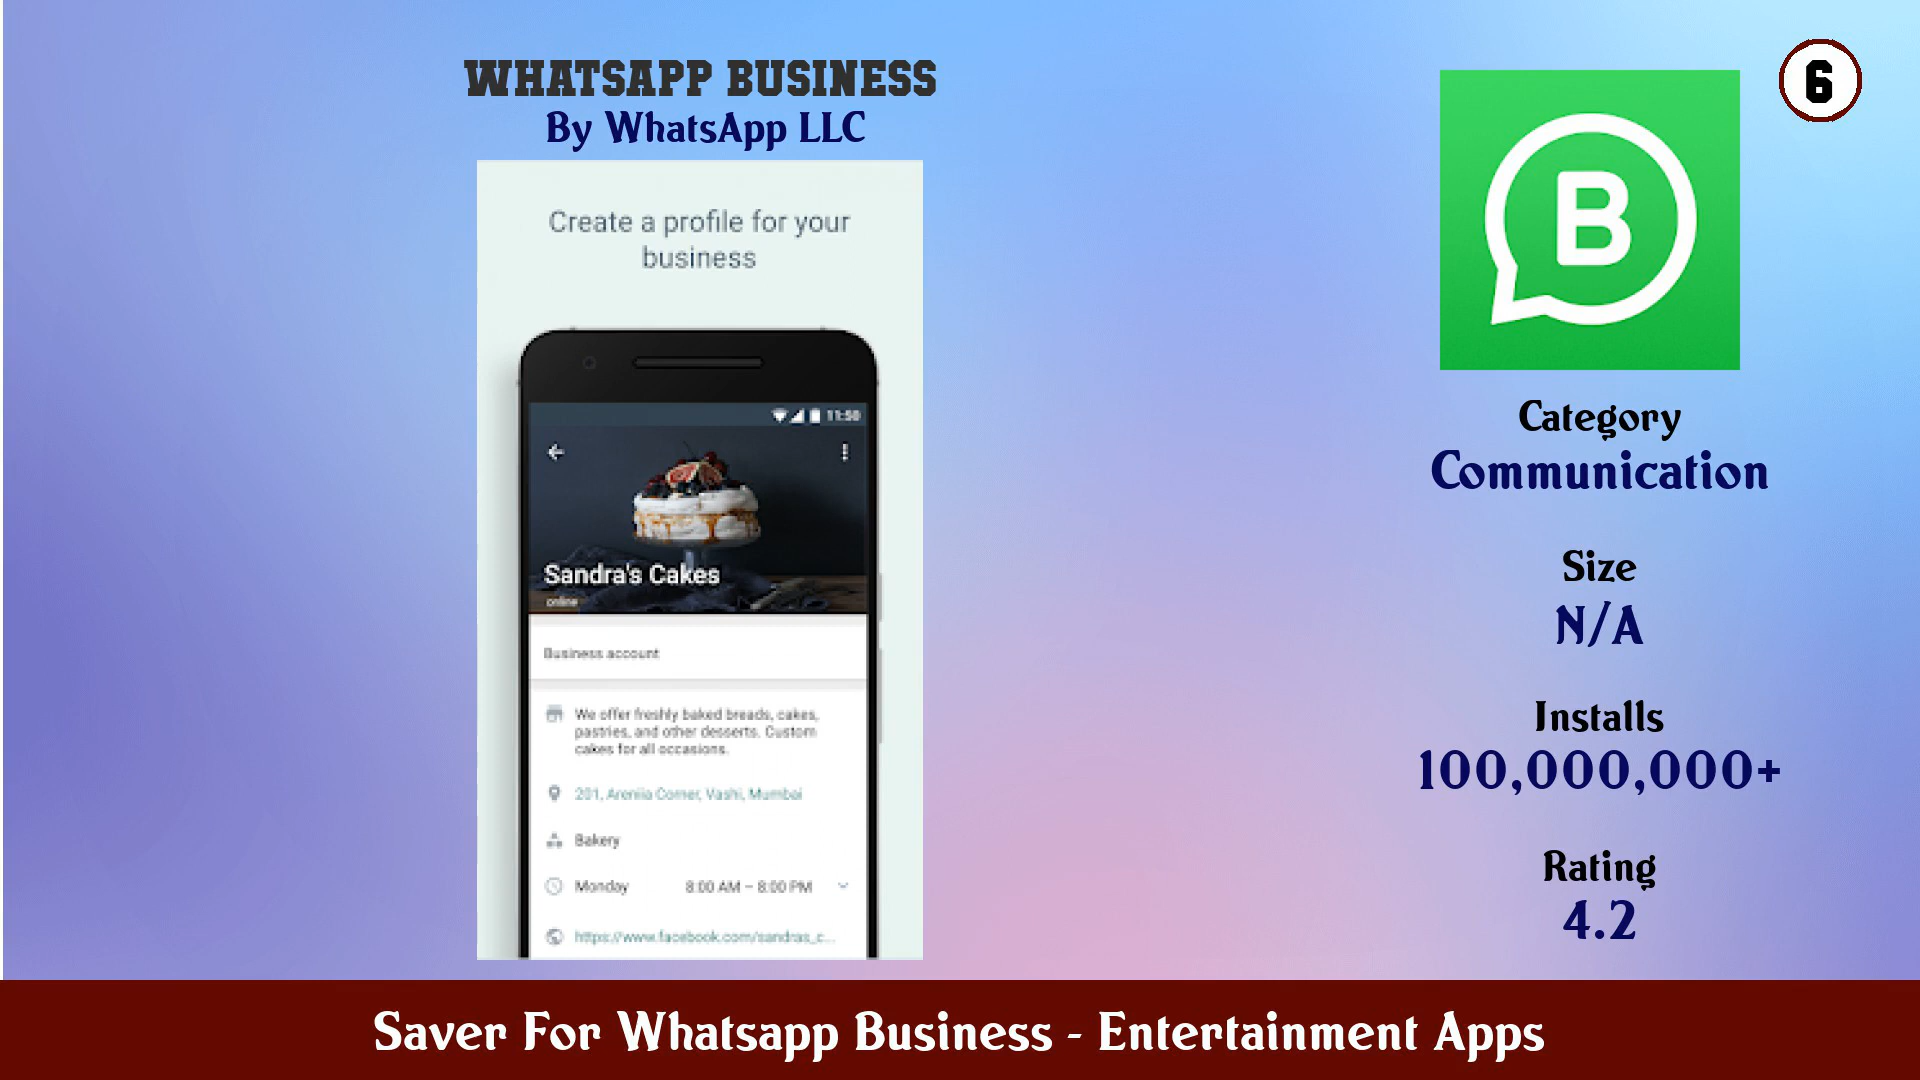 WHATSAPP BUSINESS
By WhatsApp LLC
6
Create a profile for your
business
11:50
Sandra's Cakes
online
Business account
We offer freshly baked breads, cakes,
pastries, and other desserts. Custom
cakes for all occasions.
201, Areniia Corner, Vashi, Mumbai
Bakery
Monday 8:00 AM – 8:00 PM
https://www.facebook.com/sandras_c...
B
Category
Communication
Size
N/A
Installs
100,000,000+
Rating
4.2
Saver For Whatsapp Business - Entertainment Apps